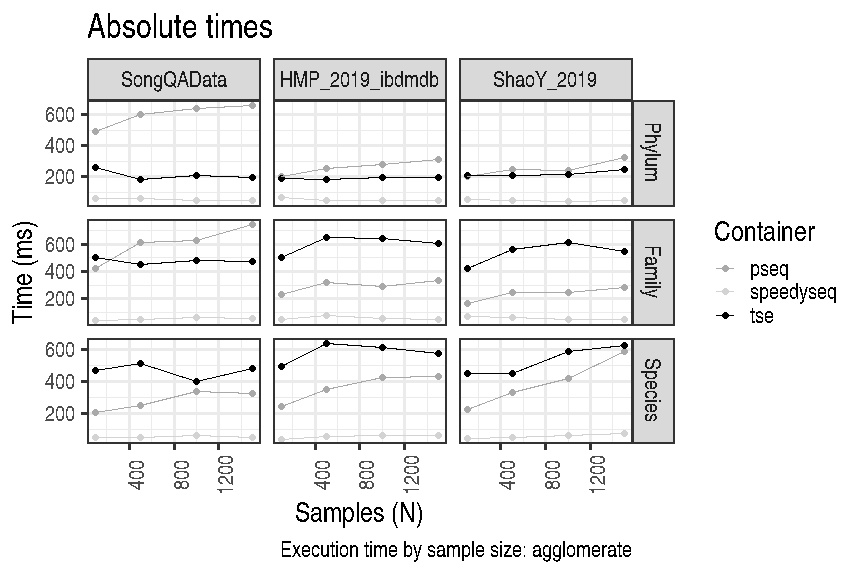 Absolute times
SongQAData HMP_2019_ibdmdb ShaoY_2019
600
400
200
Phylum
600
400
200
Family
600
400
200
Species
Time (ms)
400 800 1200 400 800 1200 400 800 1200
Samples (N)
Execution time by sample size: agglomerate
Container
pseq
speedyseq
tse